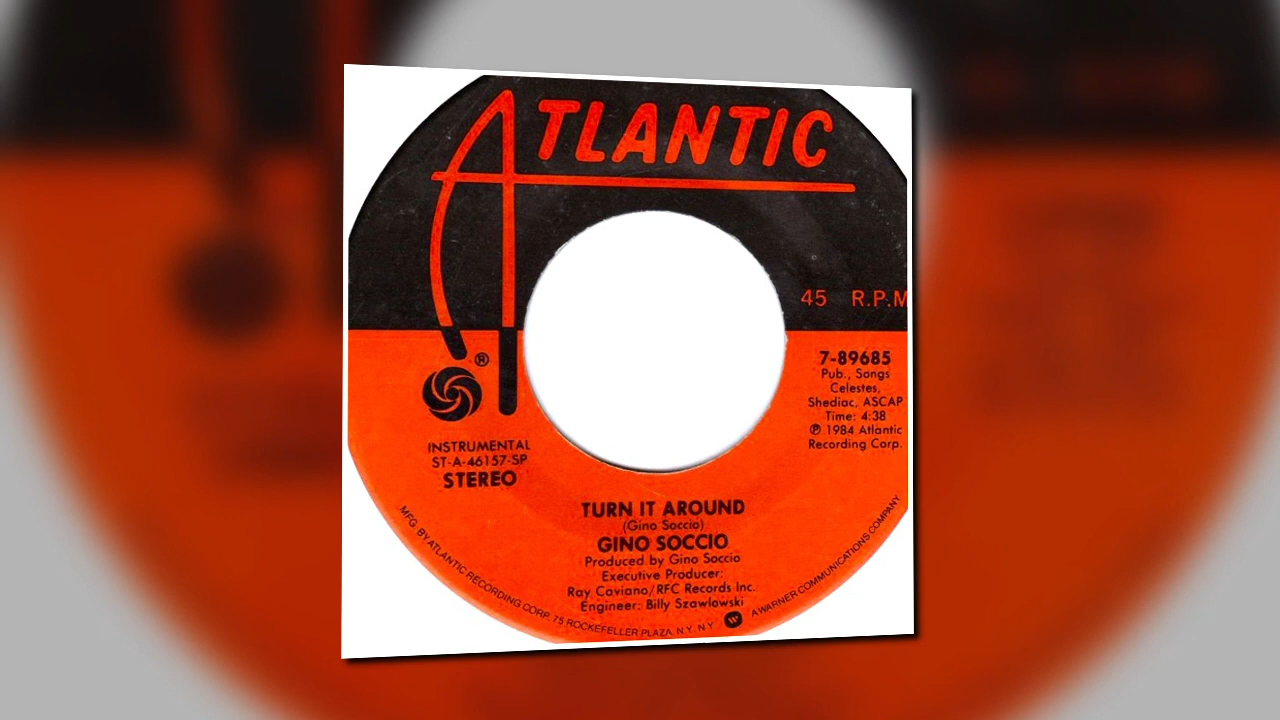 ATLANTIC
45 R.P.M
®
7-89685
Pub., Songs
Celestes,
Shediac, ASCAP
Time: 4:38
℗ 1984 Atlantic
Recording Corp.
INSTRUMENTAL
ST-A-46157-SP
STEREO
TURN IT AROUND
(Gino Soccio)
GINO SOCCIO
Produced by Gino Soccio
Executive Producer:
Ray Caviano/RFC Records Inc.
Engineer: Billy Szawlowski
MFG. BY ATLANTIC RECORDING CORP. 75 ROCKEFELLER PLAZA, N.Y. N.Y. W A WARNER COMMUNICATIONS COMPANY